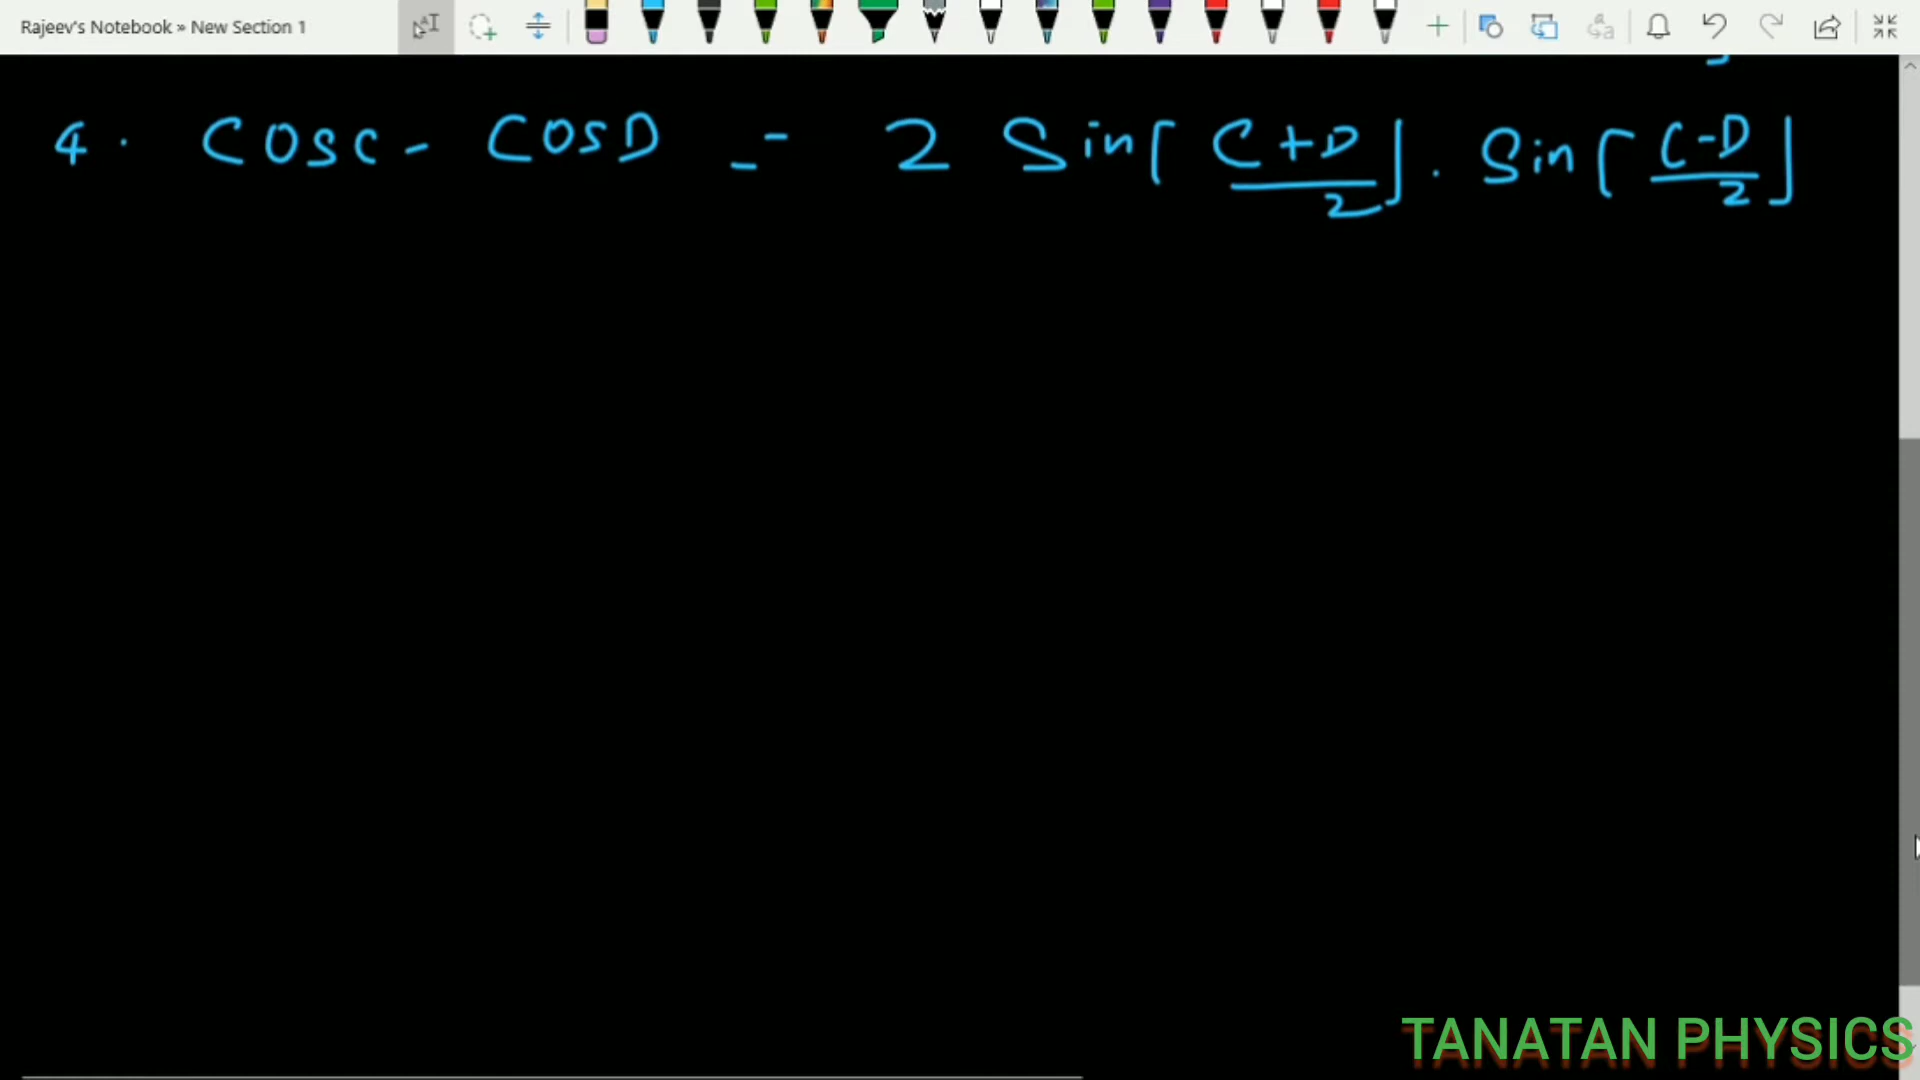 Rajeev's Notebook » New Section 1
4. COSC - COSD = 2 Sin[C+D/2] . Sin[C-D/2]
TANATAN PHYSICS